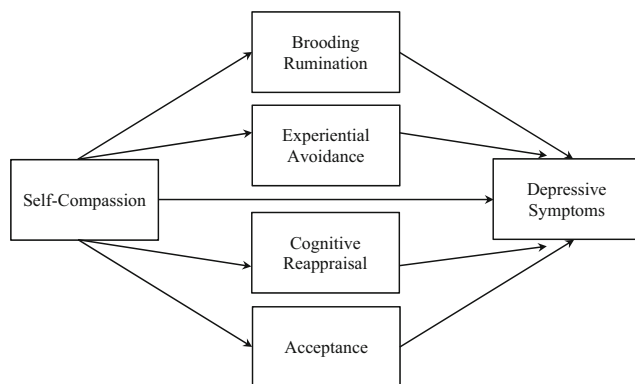 Brooding
Rumination
Experiential
Avoidance
Self-Compassion
Depressive
Symptoms
Cognitive
Reappraisal
Acceptance